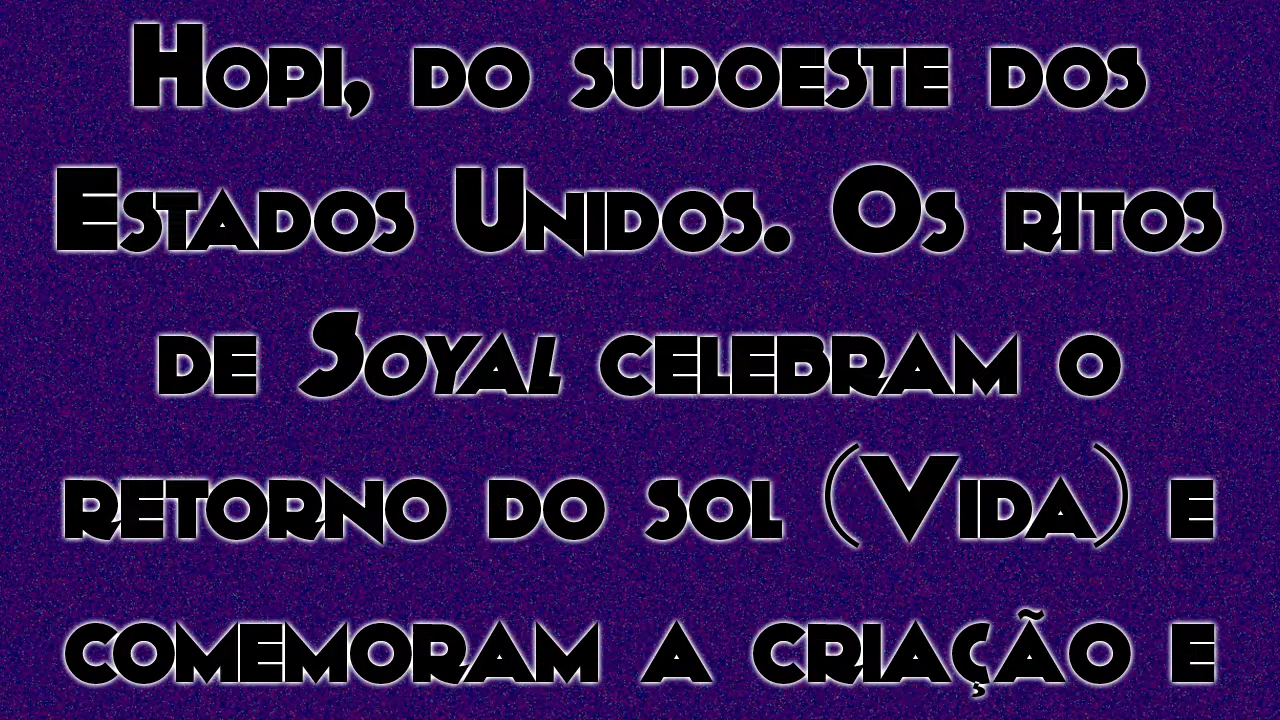 Hopi, do sudoeste dos
Estados Unidos. Os ritos
de Soyal celebram o
retorno do sol (Vida) e
comemoram a criação e